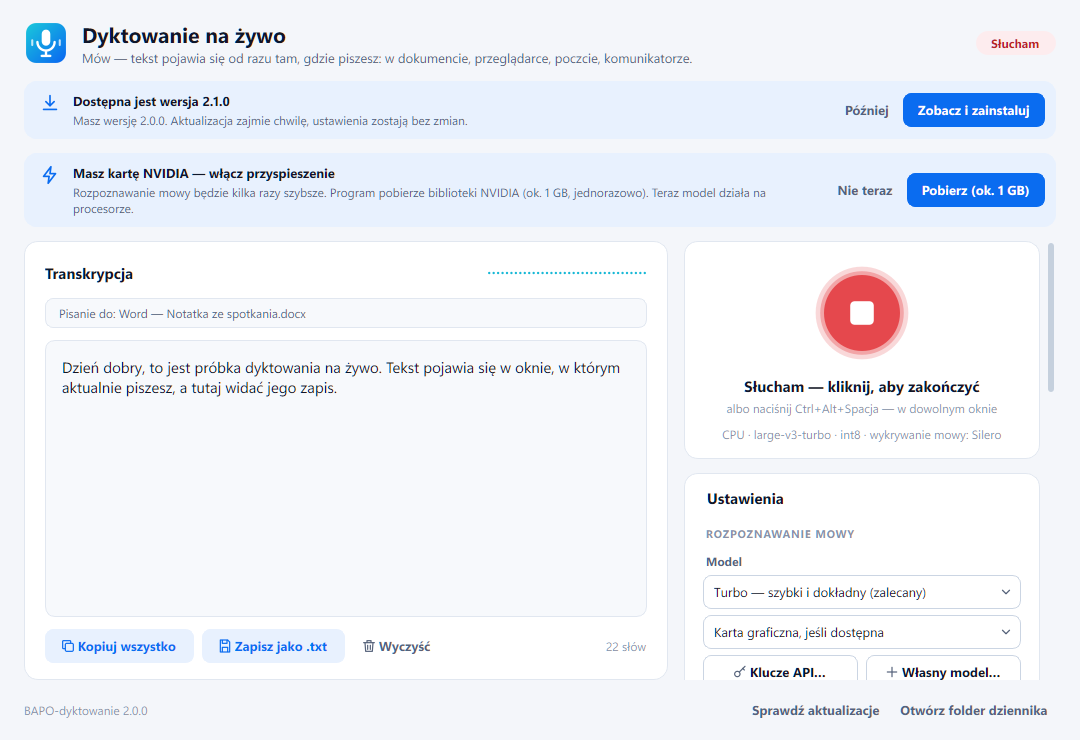 Dyktowanie na żywo
Mów — tekst pojawia się od razu tam, gdzie piszesz: w dokumencie, przeglądarce, poczcie, komunikatorze.
Słucham
Dostępna jest wersja 2.1.0
Masz wersję 2.0.0. Aktualizacja zajmie chwilę, ustawienia zostają bez zmian.
Później
Zobacz i zainstaluj
Masz kartę NVIDIA — włącz przyspieszenie
Rozpoznawanie mowy będzie kilka razy szybsze. Program pobierze biblioteki NVIDIA (ok. 1 GB, jednorazowo). Teraz model działa na
procesorze.
Nie teraz
Pobierz (ok. 1 GB)
Transkrypcja
Pisanie do: Word — Notatka ze spotkania.docx
Dzień dobry, to jest próbka dyktowania na żywo. Tekst pojawia się w oknie, w którym
aktualnie piszesz, a tutaj widać jego zapis.
Kopiuj wszystko
Zapisz jako .txt
Wyczyść
22 słów
Słucham — kliknij, aby zakończyć
albo naciśnij Ctrl+Alt+Spacja — w dowolnym oknie
CPU · large-v3-turbo · int8 · wykrywanie mowy: Silero
Ustawienia
ROZPOZNAWANIE MOWY
Model
Turbo — szybki i dokładny (zalecany)
Karta graficzna, jeśli dostępna
Klucze API...
Własny model...
BAPO-dyktowanie 2.0.0
Sprawdź aktualizacje
Otwórz folder dziennika